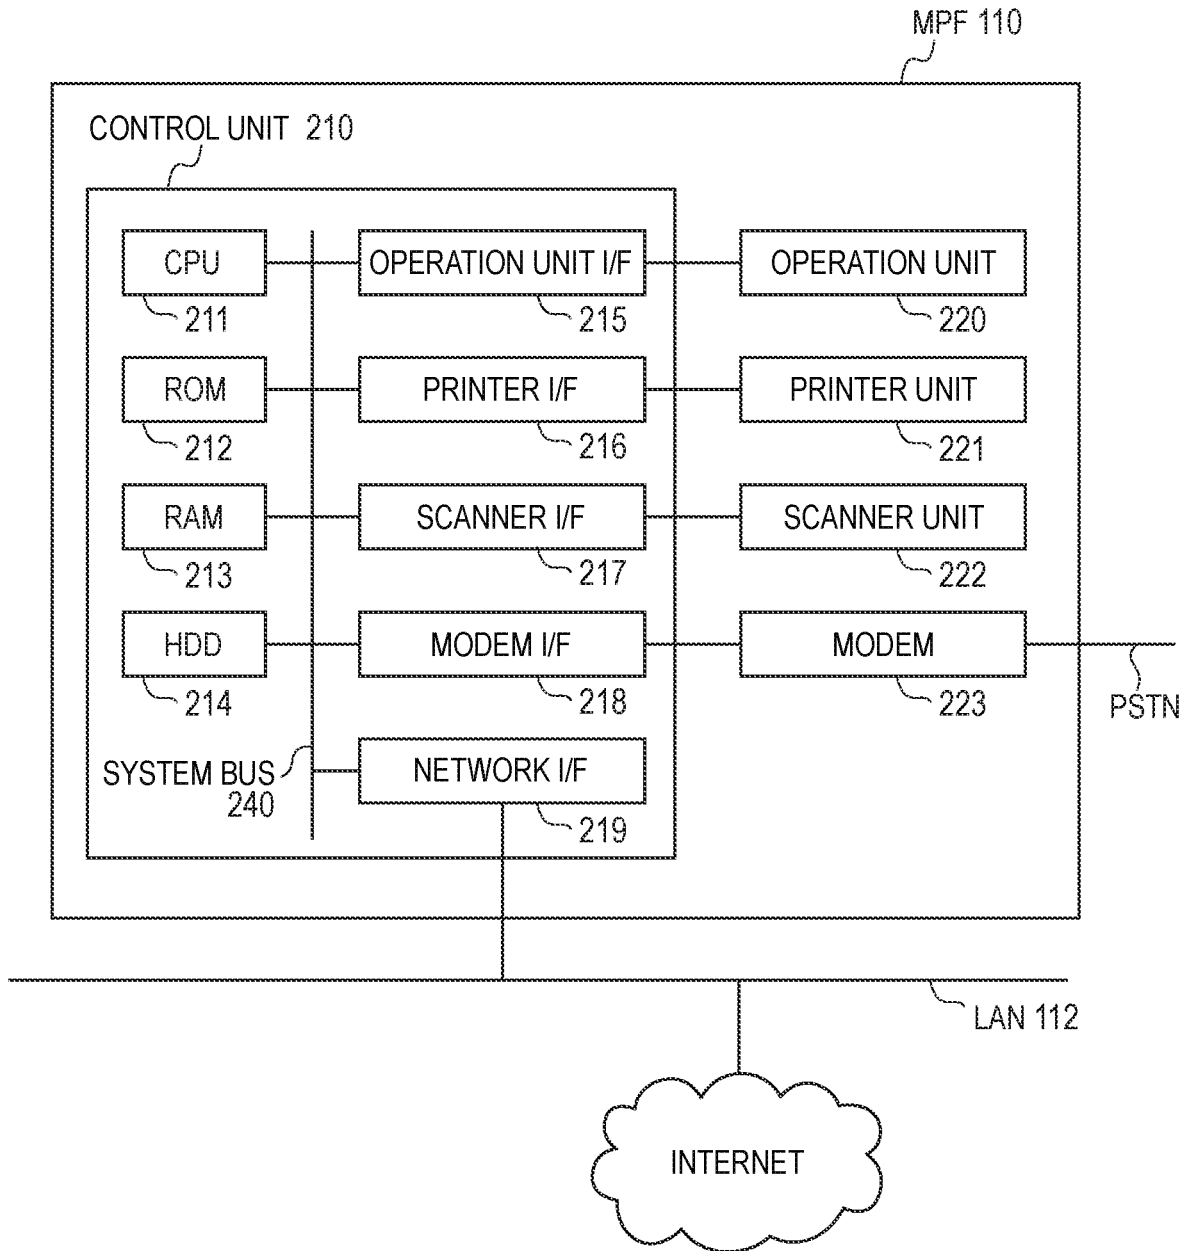 MPF 110
CONTROL UNIT 210
CPU
211
OPERATION UNIT I/F
215
OPERATION UNIT
220
ROM
212
PRINTER I/F
216
PRINTER UNIT
221
RAM
213
SCANNER I/F
217
SCANNER UNIT
222
HDD
214
MODEM I/F
218
MODEM
223
PSTN
SYSTEM BUS
240
NETWORK I/F
219
LAN 112
INTERNET